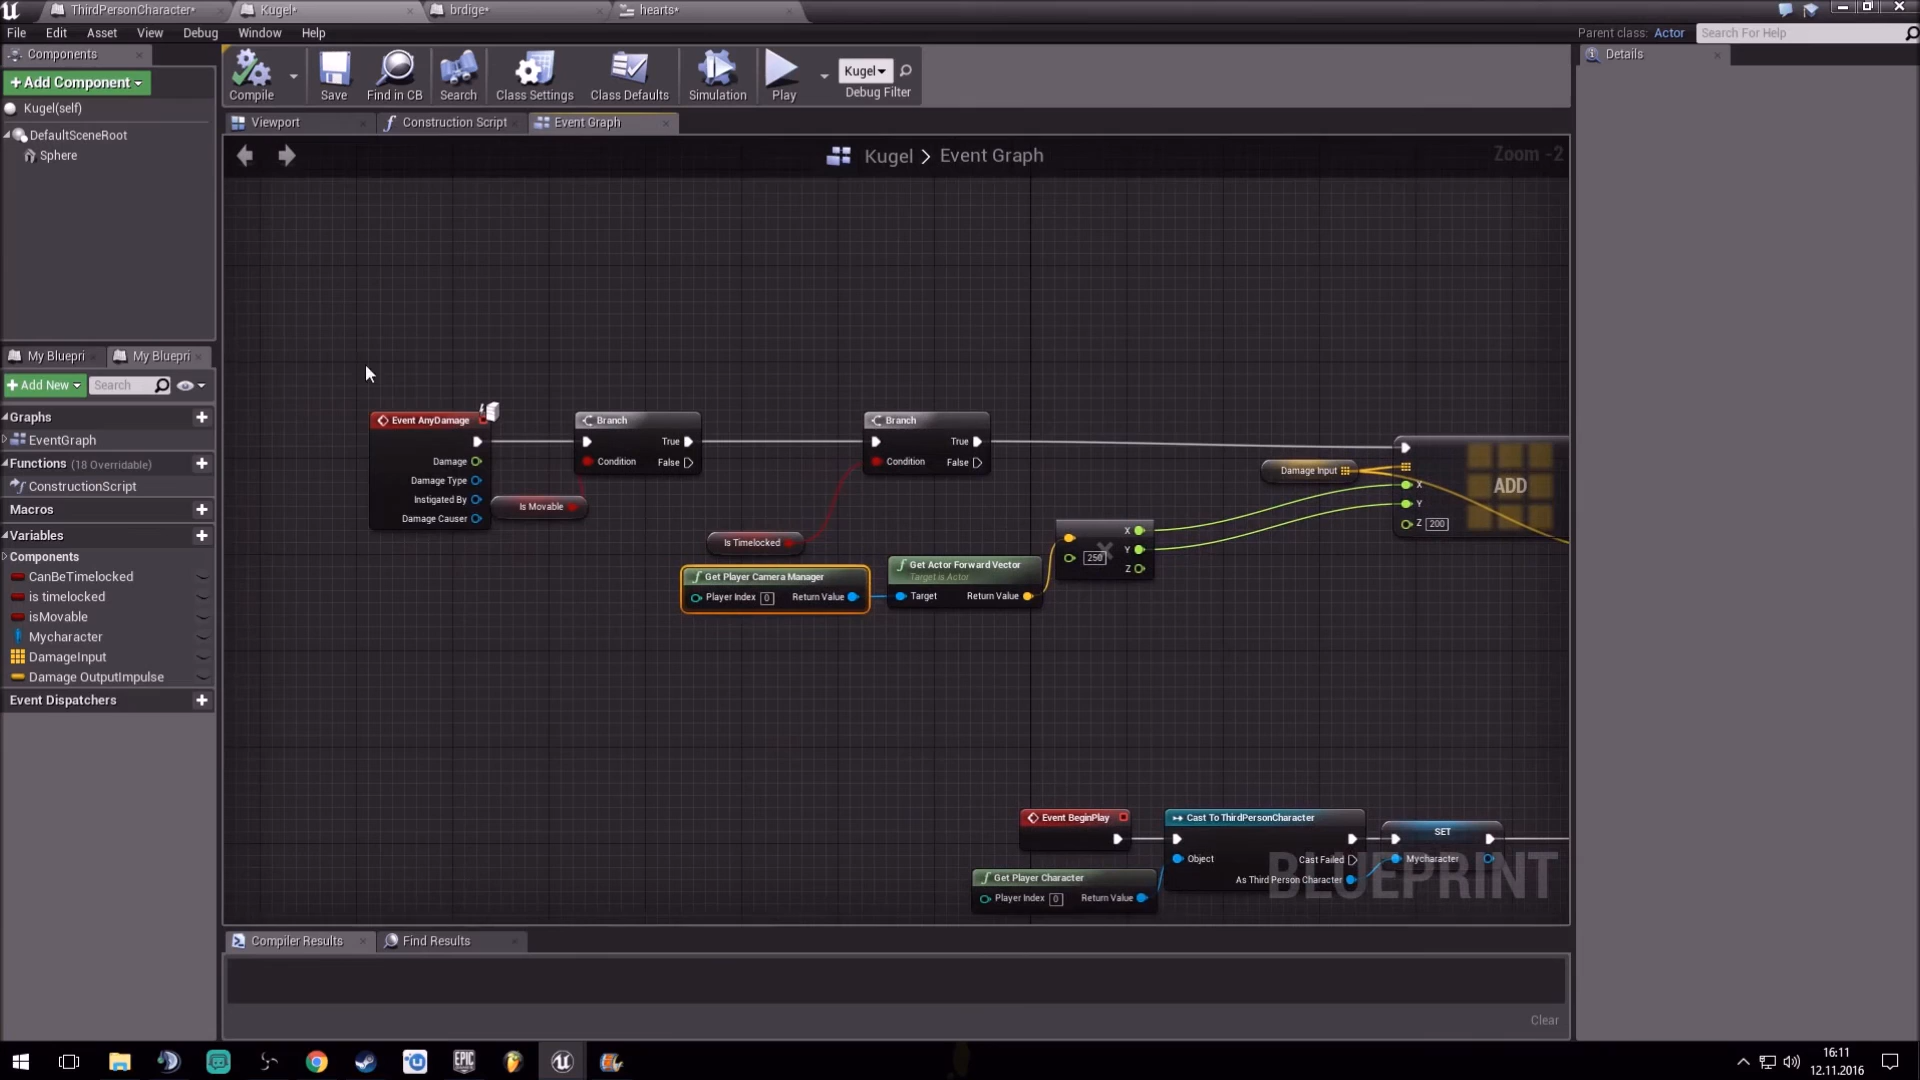 ThirdPersonCharacter*
Kugel*
brdige*
hearts*
File Edit Asset View Debug Window Help
Parent class: Actor
Search For Help
Components
+Add Component
Kugel(self)
DefaultSceneRoot
Sphere
Compile
Save
Find in CB
Search
Class Settings
Class Defaults
Simulation
Play
Kugel
Debug Filter
Details
Viewport
Construction Script
Event Graph
Kugel > Event Graph
Zoom -2
My Bluepri
My Bluepri
+Add New
Search
Graphs
EventGraph
Functions (18 Overridable)
ConstructionScript
Macros
Variables
Components
CanBeTimelocked
is timelocked
isMovable
Mycharacter
DamageInput
Damage OutputImpulse
Event Dispatchers
Event AnyDamage
Damage
Damage Type
Instigated By
Damage Causer
Is Movable
Branch
True
Condition
False
Branch
True
Condition
False
Is Timelocked
Get Player Camera Manager
Player Index 0
Return Value
Get Actor Forward Vector
Target is Actor
Target
Return Value
250
X
Y
Z
Damage Input
ADD
X
Y
Z 200
Event BeginPlay
Get Player Character
Player Index 0
Return Value
Cast To ThirdPersonCharacter
Object
Cast Failed
As Third Person Character
SET
Mycharacter
BLUEPRINT
Compiler Results
Find Results
Clear
EPIC
16:11
12.11.2016